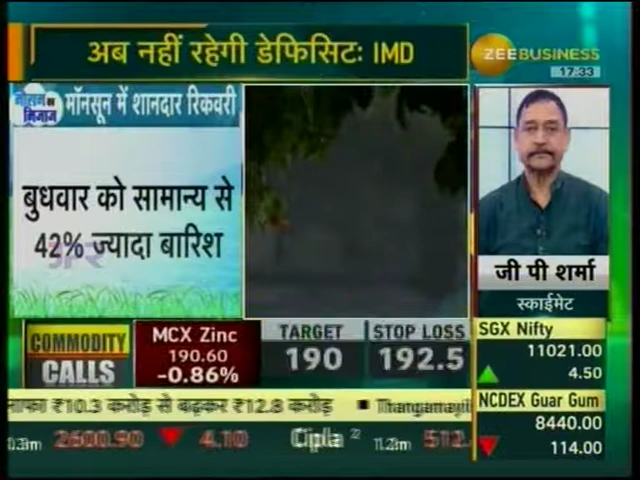 अब नहीं रहेगी डेफिसिटः IMD
ZEE BUSINESS
17:33
मौसम का
मिजाज
मॉनसून में शानदार रिकवरी
बुधवार को सामान्य से
42% ज्यादा बारिश
जी पी शर्मा
स्काईमेट
COMMODITY
CALLS
MCX Zinc
190.60
-0.86%
TARGET
190
STOP LOSS
192.5
SGX Nifty
11021.00
4.50
NCDEX Guar Gum
8440.00
114.00
₹10.3 करोड़ से बढ़कर ₹12.8 करोड़
2600.90 4.10 Cipla 1.2m 512